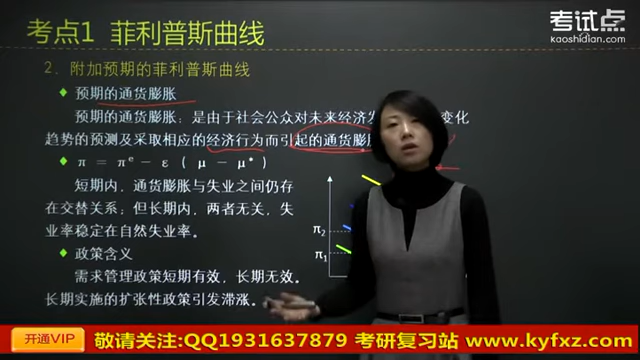 考试点
kaoshidian.com
考点1 菲利普斯曲线
2．附加预期的菲利普斯曲线
预期的通货膨胀
预期的通货膨胀：是由于社会公众对未来经济发
变化
趋势的预测及采取相应的经济行为而引起的通货膨
π = πᵉ - ε ( μ - μ* )
短期内，通货膨胀与失业之间仍存
在交替关系；但长期内，两者无关，失
业率稳定在自然失业率。
π₂
π₁
政策含义
需求管理政策短期有效，长期无效。
长期实施的扩张性政策引发滞涨。
开通VIP
敬请关注:QQ1931637879 考研复习站 www.kyfxz.com